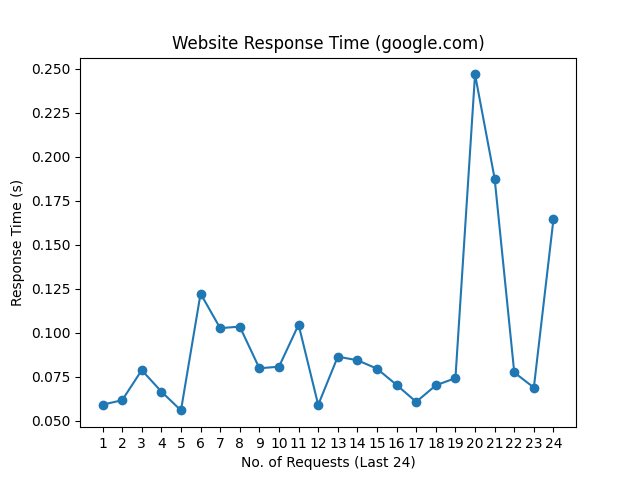 Website Response Time (google.com)
Response Time (s)
0.250
0.225
0.200
0.175
0.150
0.125
0.100
0.075
0.050
1 2 3 4 5 6 7 8 9 10 11 12 13 14 15 16 17 18 19 20 21 22 23 24
No. of Requests (Last 24)